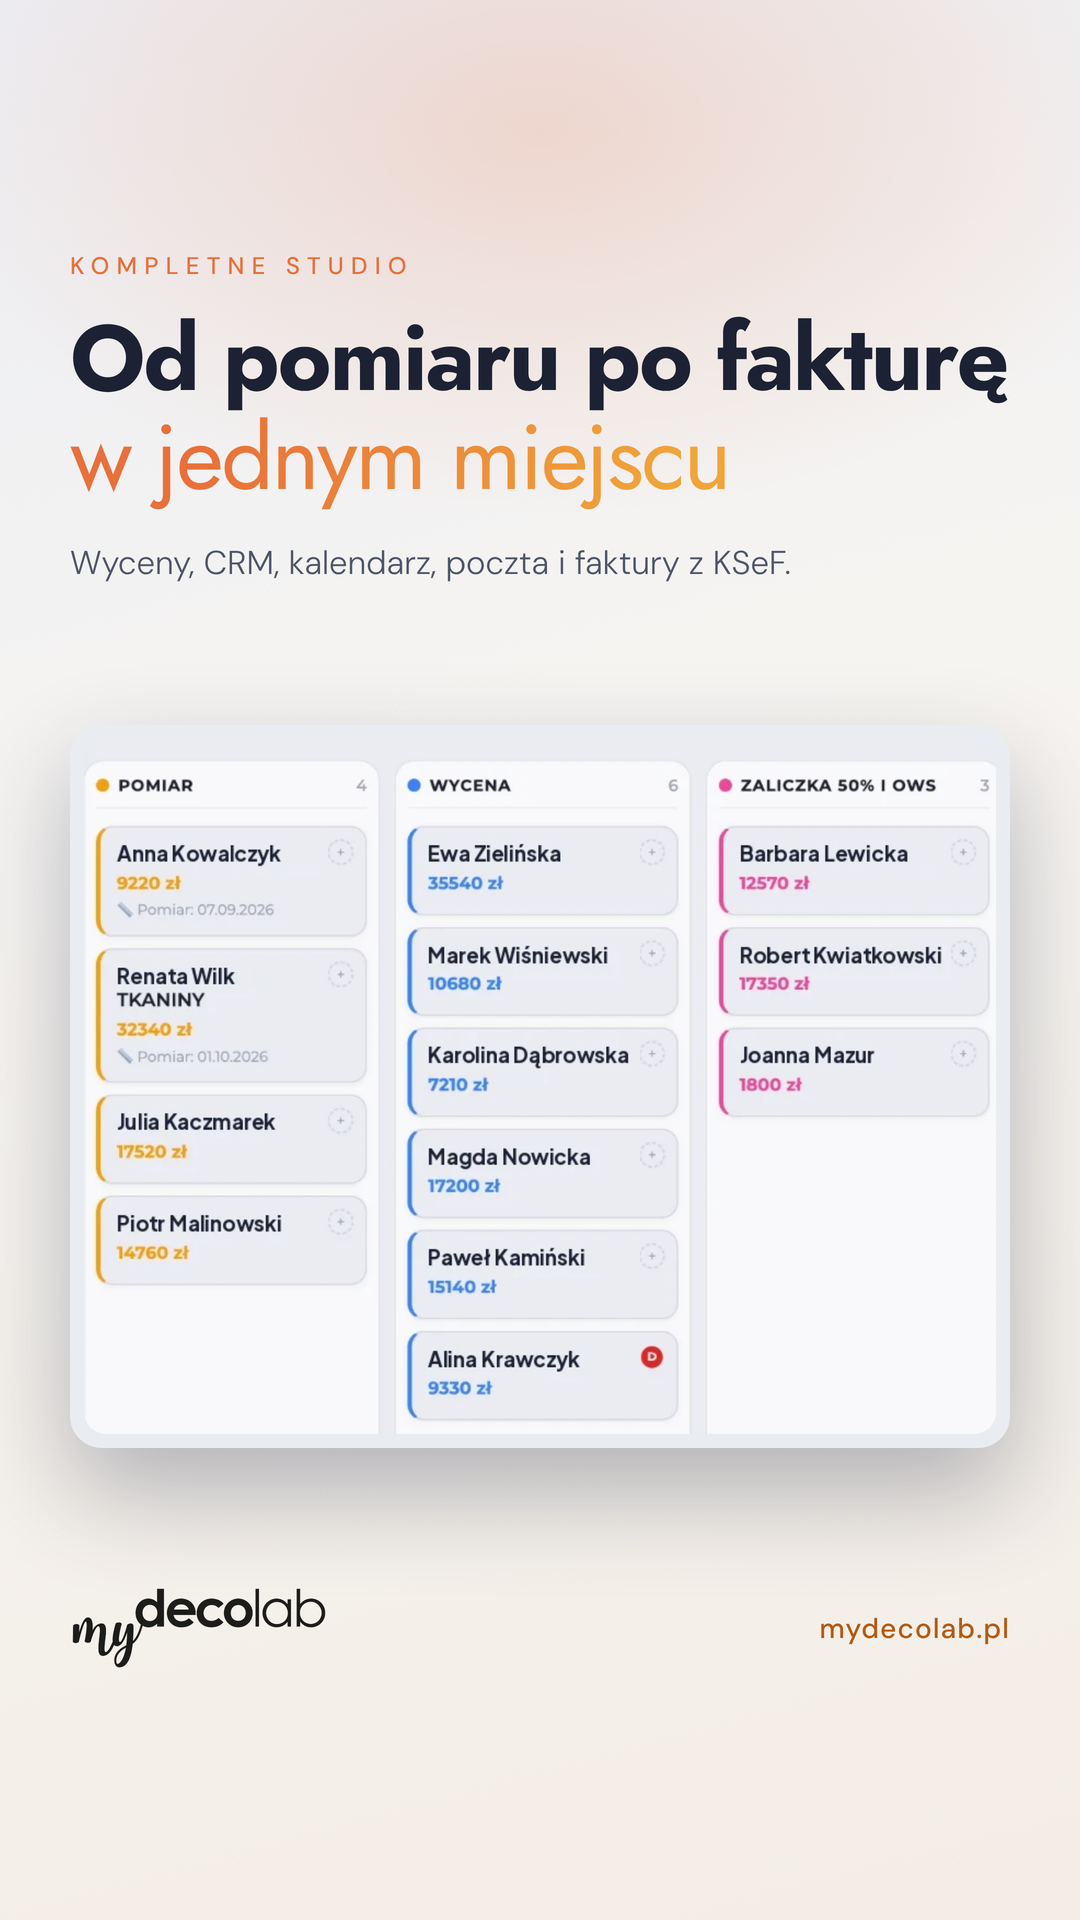 KOMPLETNE STUDIO
Od pomiaru po fakturę
w jednym miejscu
Wyceny, CRM, kalendarz, poczta i faktury z KSeF.
POMIAR 4
Anna Kowalczyk
9220 zł
Pomiar: 07.09.2026
Renata Wilk
TKANINY
32340 zł
Pomiar: 01.10.2026
Julia Kaczmarek
17520 zł
Piotr Malinowski
14760 zł
WYCENA 6
Ewa Zielińska
35540 zł
Marek Wiśniewski
10680 zł
Karolina Dąbrowska
7210 zł
Magda Nowicka
17200 zł
Paweł Kamiński
15140 zł
Alina Krawczyk D
9330 zł
ZALICZKA 50% I OWS 3
Barbara Lewicka
12570 zł
Robert Kwiatkowski
17350 zł
Joanna Mazur
1800 zł
mydecolab
mydecolab.pl